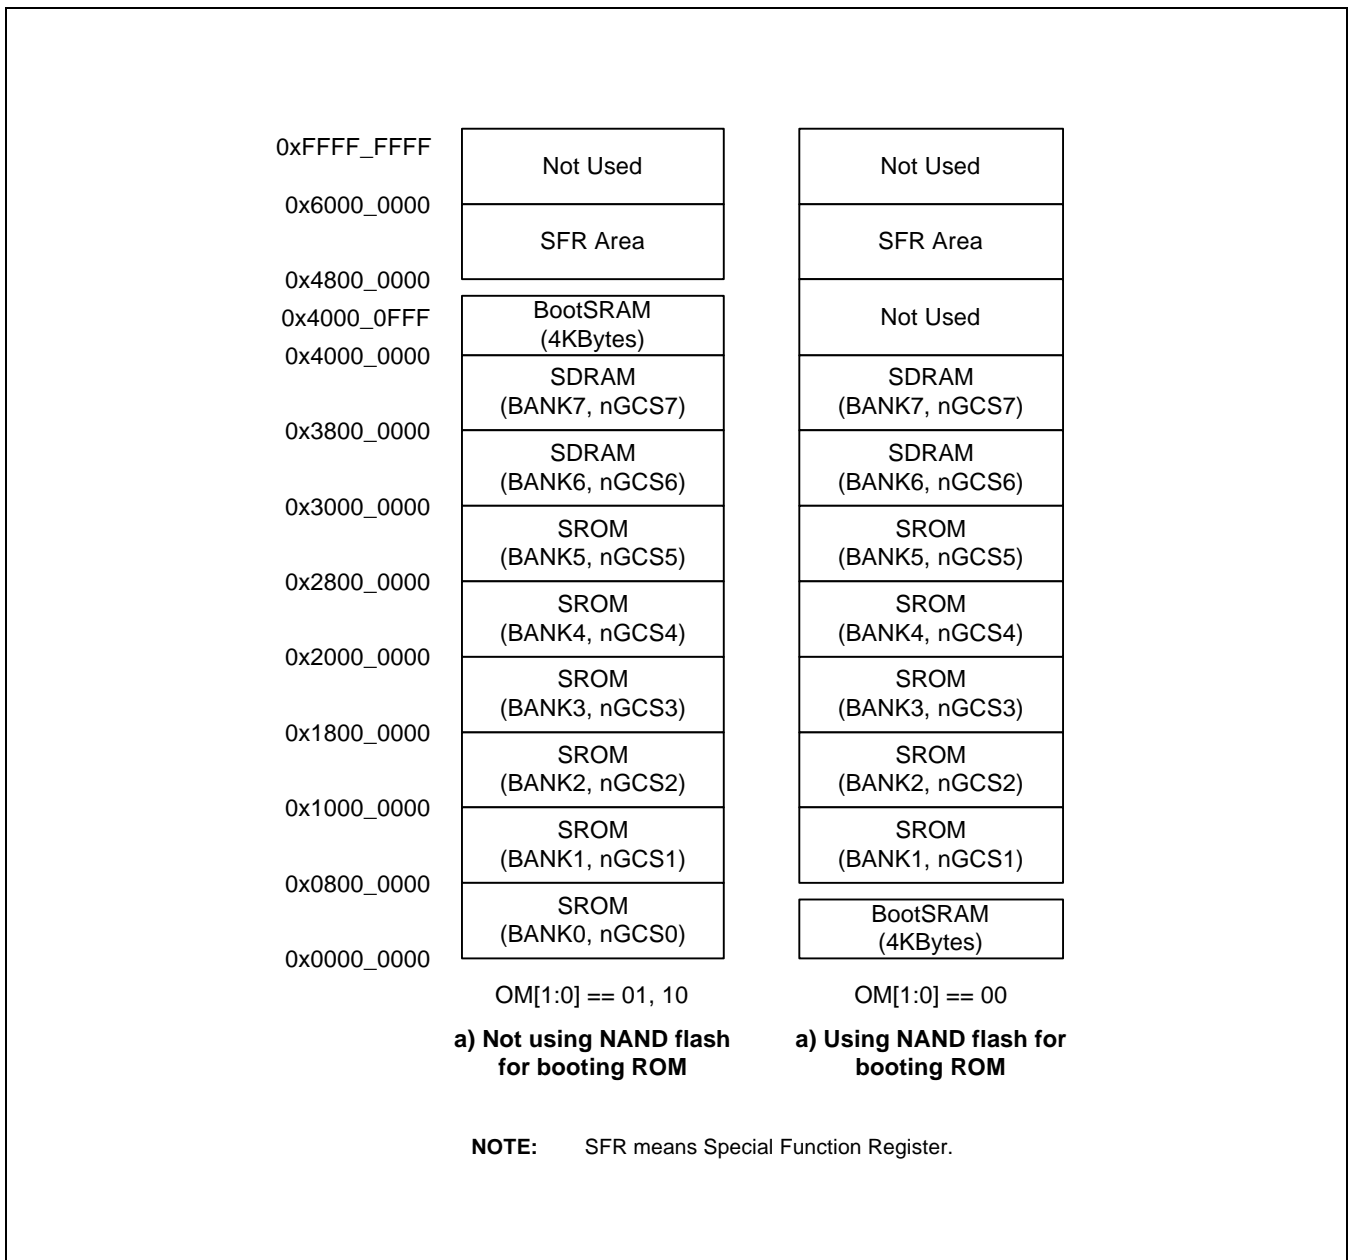 0xFFFF_FFFF
Not Used
Not Used
0x6000_0000
SFR Area
SFR Area
0x4800_0000
BootSRAM
(4KBytes)
0x4000_0FFF
Not Used
0x4000_0000
SDRAM
(BANK7, nGCS7)
SDRAM
(BANK7, nGCS7)
0x3800_0000
SDRAM
(BANK6, nGCS6)
SDRAM
(BANK6, nGCS6)
0x3000_0000
SROM
(BANK5, nGCS5)
SROM
(BANK5, nGCS5)
0x2800_0000
SROM
(BANK4, nGCS4)
SROM
(BANK4, nGCS4)
0x2000_0000
SROM
(BANK3, nGCS3)
SROM
(BANK3, nGCS3)
0x1800_0000
SROM
(BANK2, nGCS2)
SROM
(BANK2, nGCS2)
0x1000_0000
SROM
(BANK1, nGCS1)
SROM
(BANK1, nGCS1)
0x0800_0000
SROM
(BANK0, nGCS0)
BootSRAM
(4KBytes)
0x0000_0000
OM[1:0] == 01, 10
OM[1:0] == 00
a) Not using NAND flash
for booting ROM
a) Using NAND flash for
booting ROM
NOTE: SFR means Special Function Register.